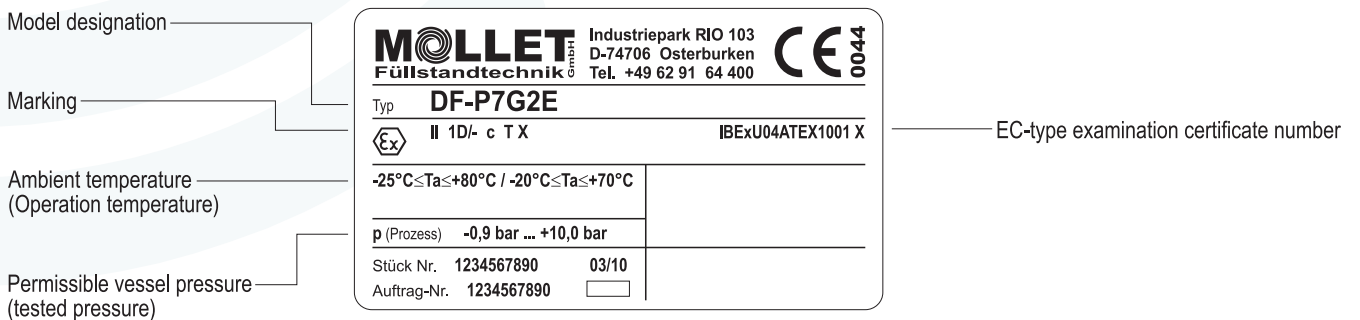 Model designation
Marking
Ambient temperature
(Operation temperature)
Permissible vessel pressure
(tested pressure)
MOLLET GmbH
Füllstandtechnik
Industriepark RIO 103
D-74706 Osterburken
Tel. +49 62 91 64 400
CE 0044
Typ DF-P7G2E
Ex II 1D/- c T X IBExU04ATEX1001 X
-25°C≤Ta≤+80°C / -20°C≤Ta≤+70°C
p (Prozess) -0,9 bar ... +10,0 bar
Stück Nr. 1234567890 03/10
Auftrag-Nr. 1234567890
EC-type examination certificate number